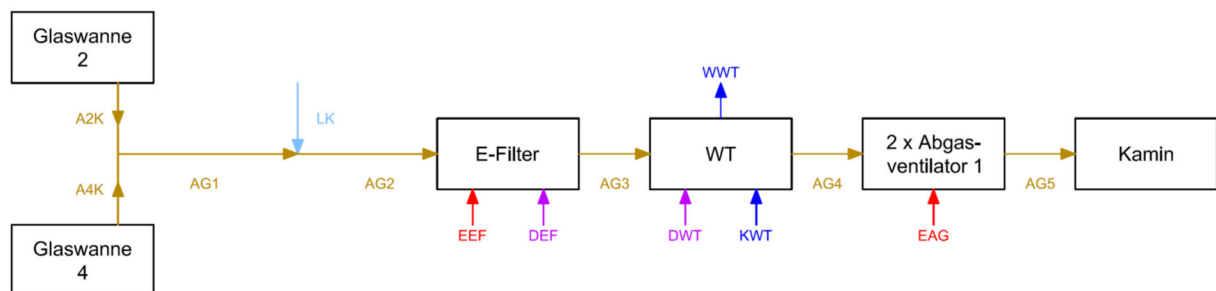 Glaswanne
2
A2K
LK
WWT
AG1
AG2
E-Filter
AG3
WT
AG4
2 x Abgas-
ventilator 1
AG5
Kamin
A4K
EEF
DEF
DWT
KWT
EAG
Glaswanne
4